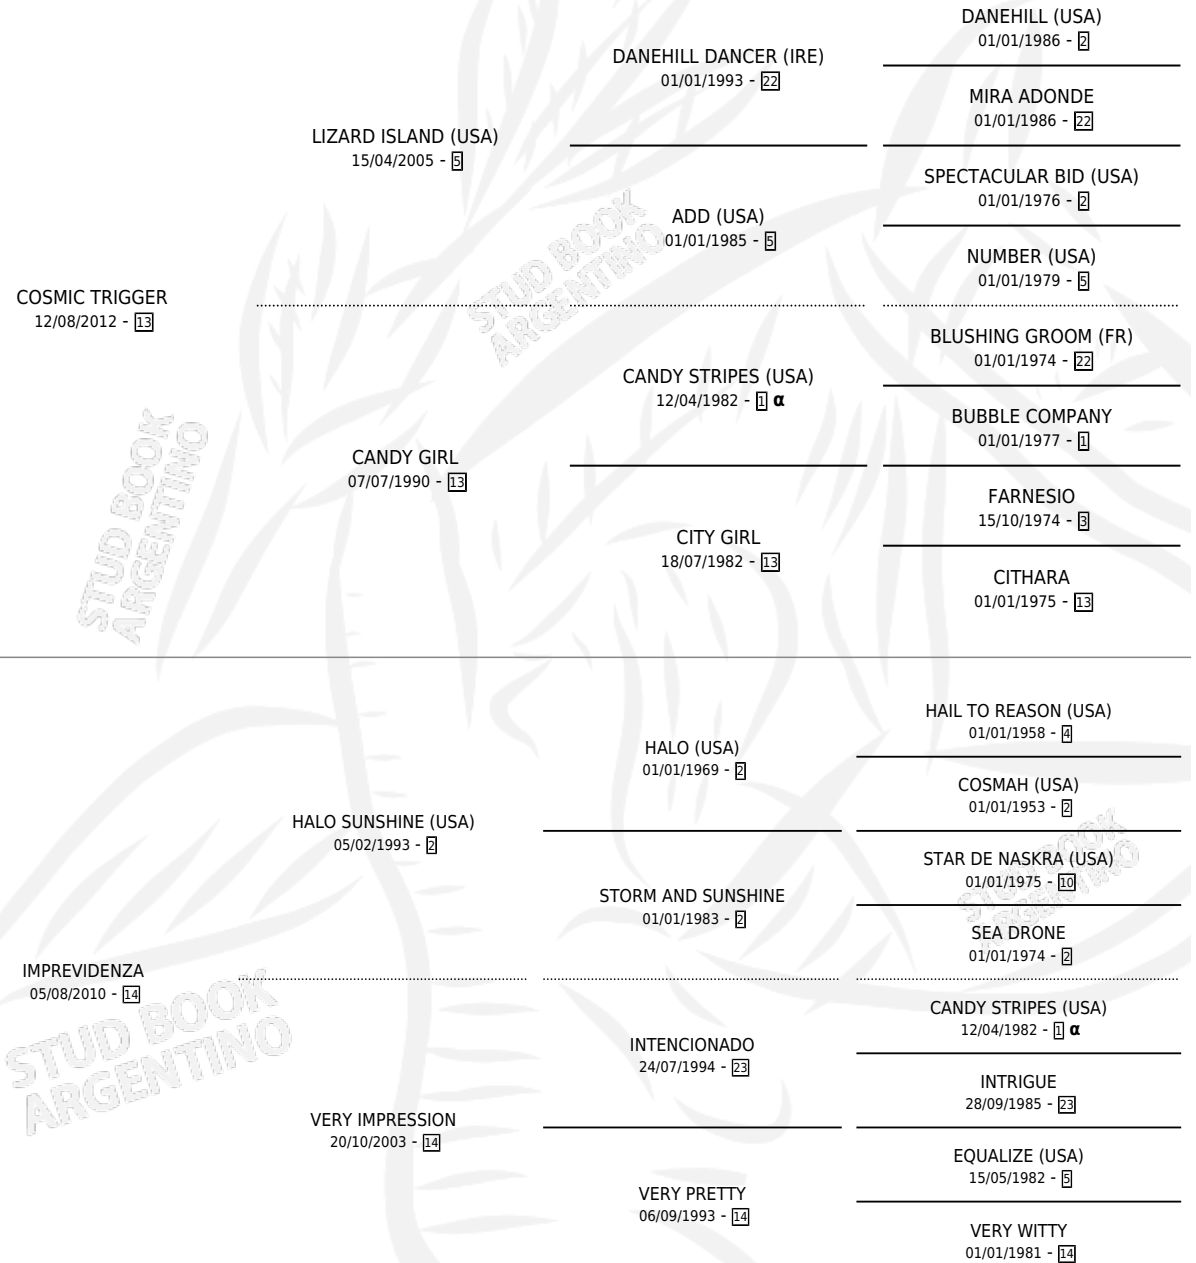 DANEHILL (USA)
01/01/1986 - 2
DANEHILL DANCER (IRE)
01/01/1993 - 22
MIRA ADONDE
01/01/1986 - 22
LIZARD ISLAND (USA)
15/04/2005 - 5
SPECTACULAR BID (USA)
01/01/1976 - 2
ADD (USA)
01/01/1985 - 5
NUMBER (USA)
01/01/1979 - 5
COSMIC TRIGGER
12/08/2012 - 13
BLUSHING GROOM (FR)
01/01/1974 - 22
CANDY STRIPES (USA)
12/04/1982 - 1 α
BUBBLE COMPANY
01/01/1977 - 1
CANDY GIRL
07/07/1990 - 13
FARNESIO
15/10/1974 - 3
CITY GIRL
18/07/1982 - 13
CITHARA
01/01/1975 - 13
STUD BOOK
ARGENTINO
STUD BOOK
ARGENTINO
HAIL TO REASON (USA)
01/01/1958 - 4
HALO (USA)
01/01/1969 - 2
COSMAH (USA)
01/01/1953 - 2
HALO SUNSHINE (USA)
05/02/1993 - 2
STAR DE NASKRA (USA)
01/01/1975 - 10
STORM AND SUNSHINE
01/01/1983 - 2
SEA DRONE
01/01/1974 - 2
IMPREVIDENZA
05/08/2010 - 14
CANDY STRIPES (USA)
12/04/1982 - 1 α
INTENCIONADO
24/07/1994 - 23
INTRIGUE
28/09/1985 - 23
VERY IMPRESSION
20/10/2003 - 14
EQUALIZE (USA)
15/05/1982 - 5
VERY PRETTY
06/09/1993 - 14
VERY WITTY
01/01/1981 - 14
STUD BOOK
ARGENTINO
STUD BOOK
ARGENTINO